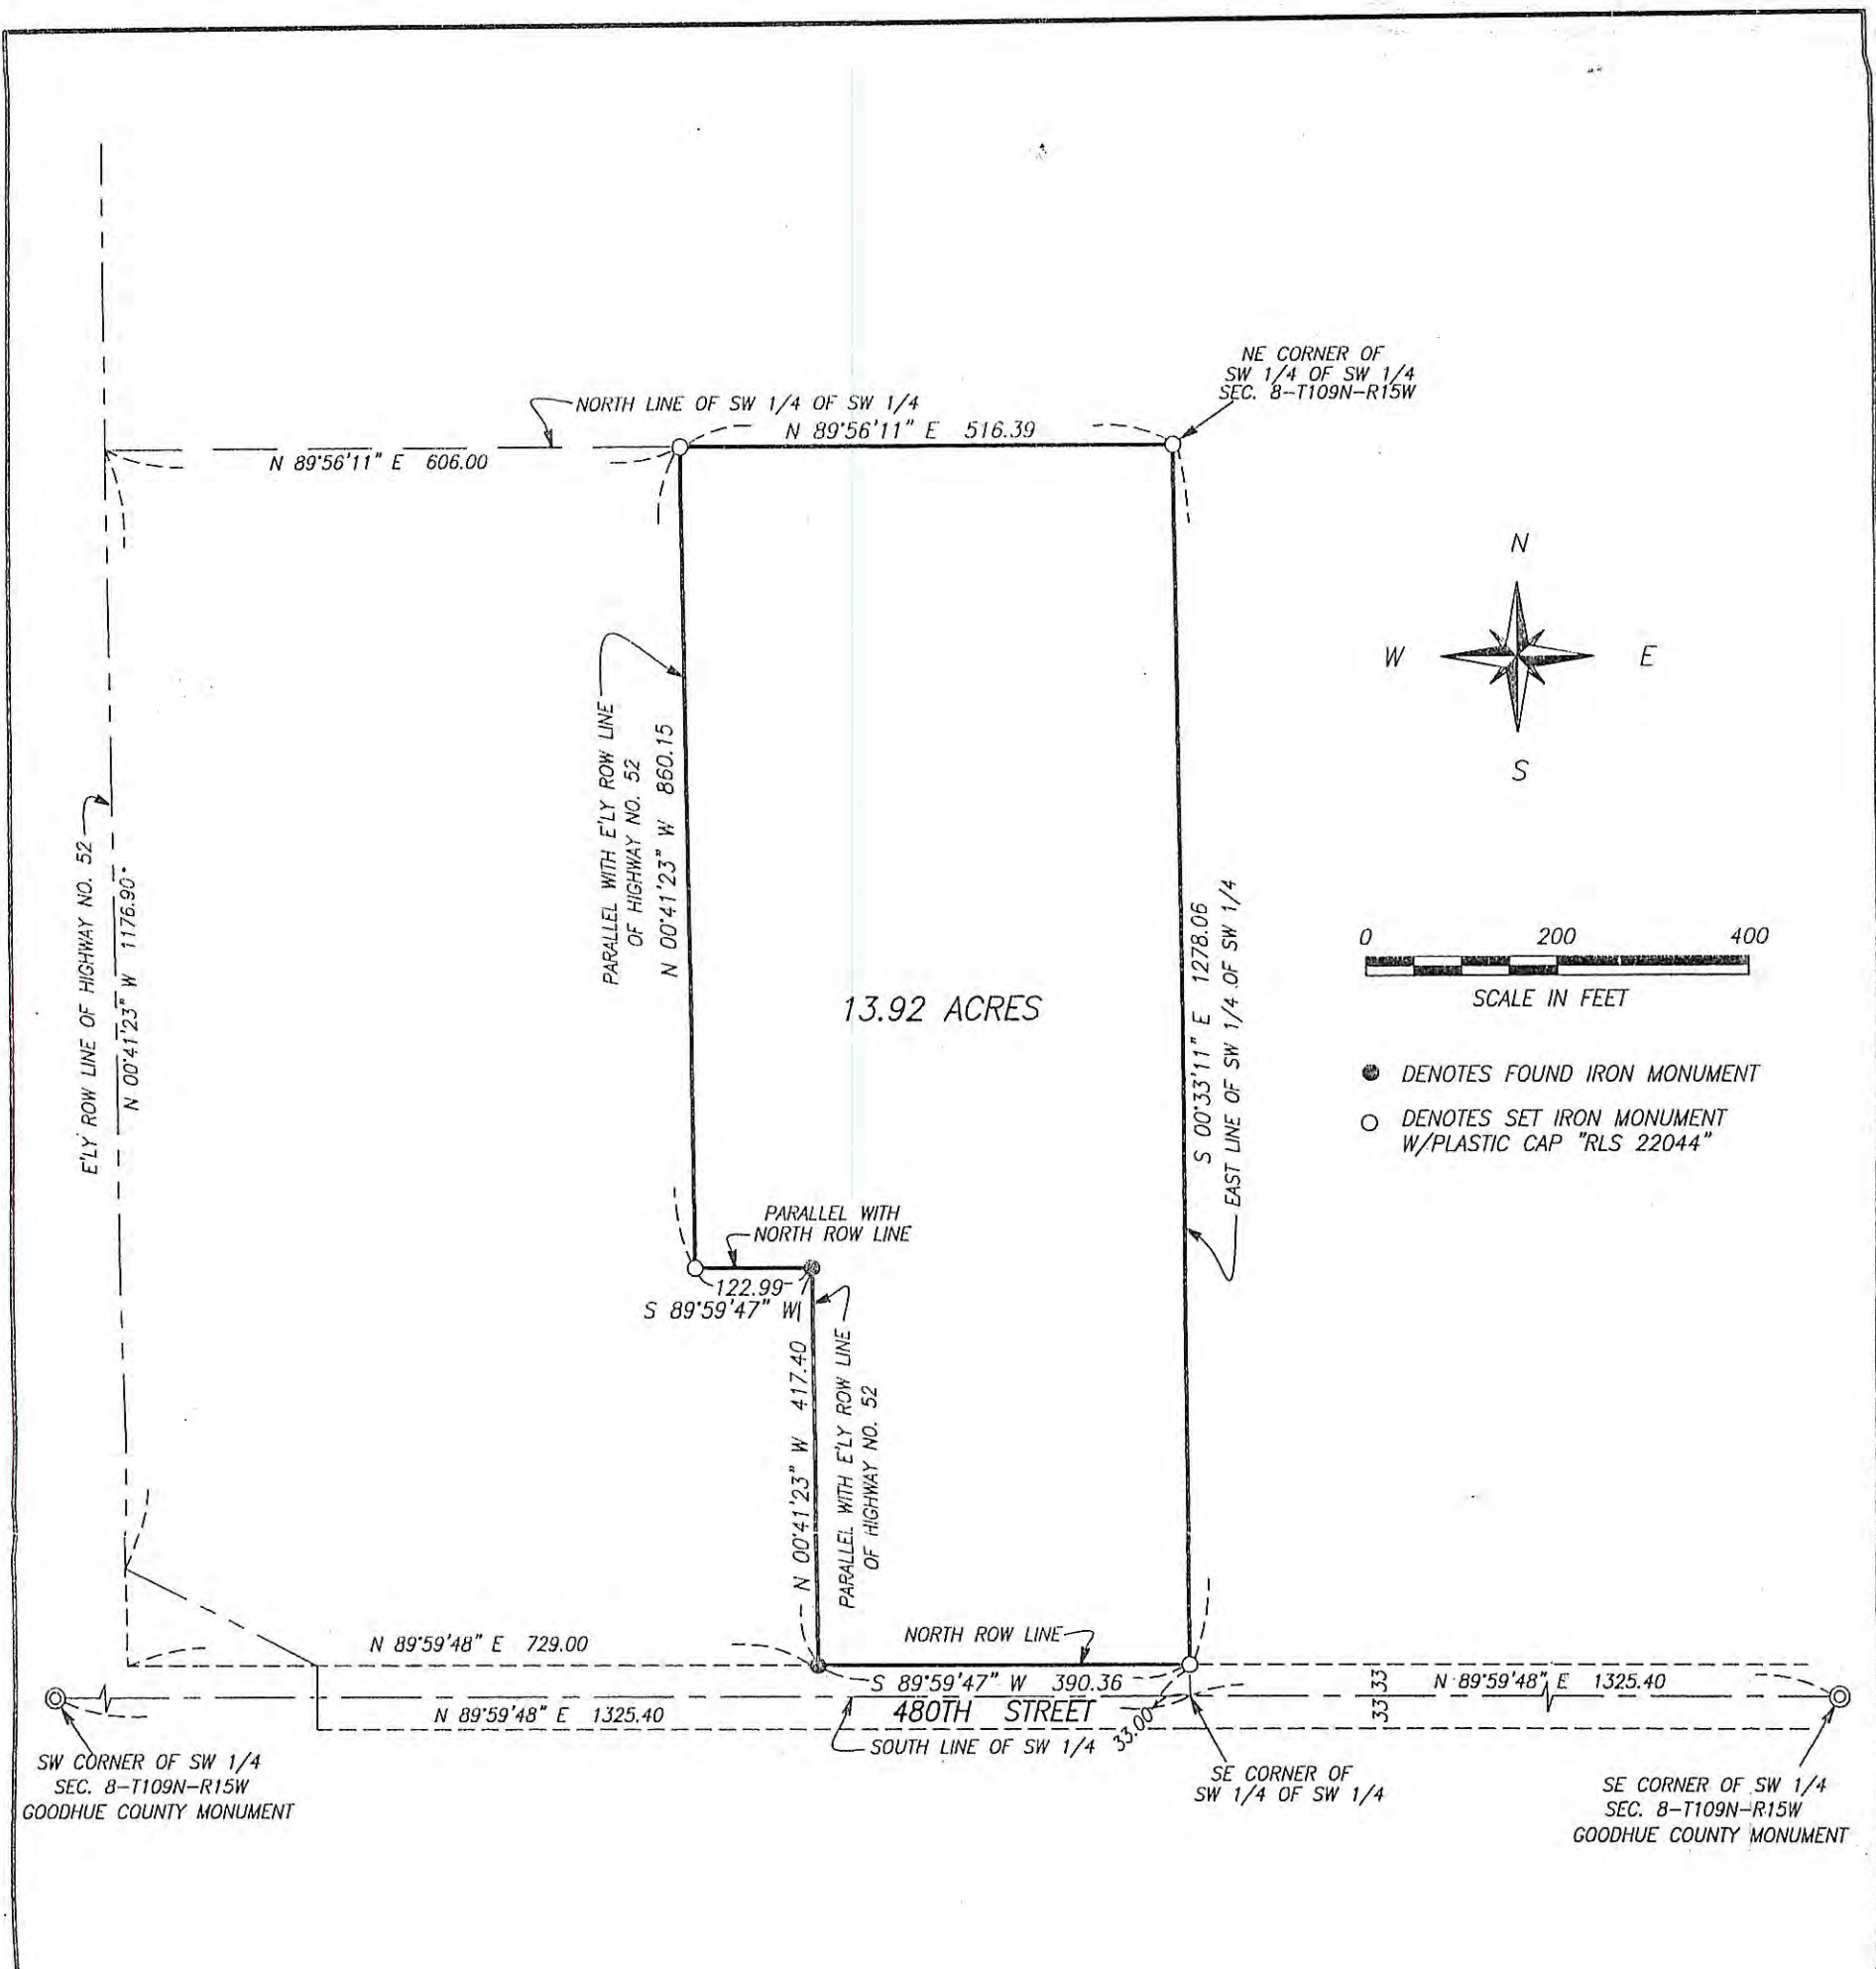 NE CORNER OF
SW 1/4 OF SW 1/4
SEC. 8-T109N-R15W
NORTH LINE OF SW 1/4 OF SW 1/4
N 89°56'11" E 516.39
N 89°56'11" E 606.00
N
W
E
S
PARALLEL WITH E'LY ROW LINE
OF HIGHWAY NO. 52
N 00°41'23" W 860.15
E'LY ROW LINE OF HIGHWAY NO. 52
N 00°41'23" W 1176.90
13.92 ACRES
S 00°33'11" E 1278.06
EAST LINE OF SW 1/4 OF SW 1/4
0 200 400
SCALE IN FEET
DENOTES FOUND IRON MONUMENT
DENOTES SET IRON MONUMENT
W/PLASTIC CAP "RLS 22044"
PARALLEL WITH
NORTH ROW LINE
122.99
S 89°59'47" W
N 00°41'23" W 417.40
PARALLEL WITH E'LY ROW LINE
OF HIGHWAY NO. 52
N 89°59'48" E 729.00
NORTH ROW LINE
S 89°59'47" W 390.36
33
33
N 89°59'48" E 1325.40
N 89°59'48" E 1325.40
480TH STREET
33.00
SOUTH LINE OF SW 1/4
SW CORNER OF SW 1/4
SEC. 8-T109N-R15W
GOODHUE COUNTY MONUMENT
SE CORNER OF
SW 1/4 OF SW 1/4
SE CORNER OF SW 1/4
SEC. 8-T109N-R15W
GOODHUE COUNTY MONUMENT